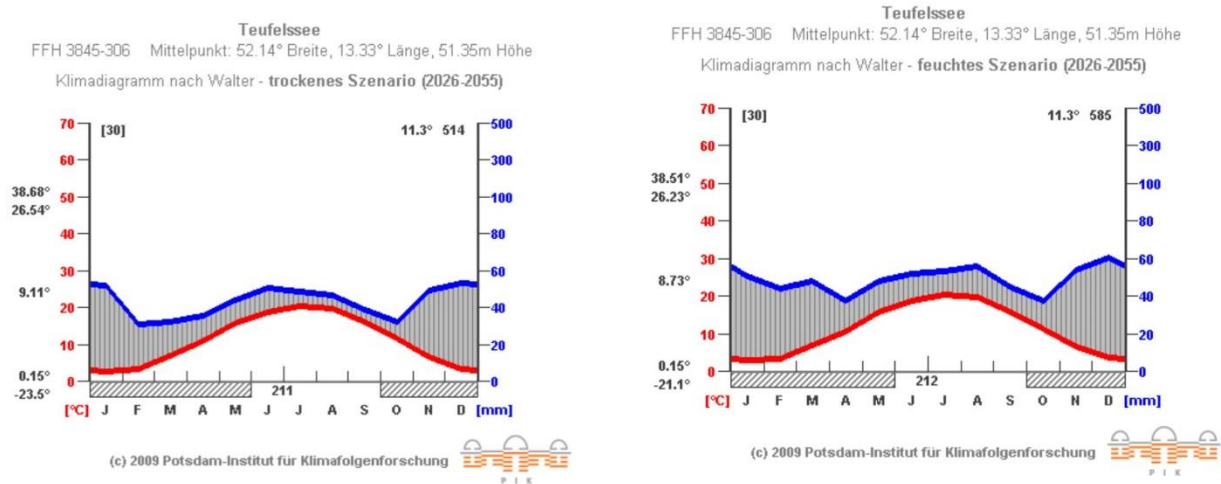 Teufelssee
FFH 3845-306 Mittelpunkt: 52.14° Breite, 13.33° Länge, 51.35m Höhe
Klimadiagramm nach Walter - trockenes Szenario (2026-2055)
70 [30] 11.3° 514 500
60 300
38.68°
50 100
26.54°
40 80
30 60
9.11°
20 40
10 20
0.15°
0 0
-23.5°
211
[°C] J F M A M J J A S O N D [mm]
(c) 2009 Potsdam-Institut für Klimafolgenforschung
P I K
Teufelssee
FFH 3845-306 Mittelpunkt: 52.14° Breite, 13.33° Länge, 51.35m Höhe
Klimadiagramm nach Walter - feuchtes Szenario (2026-2055)
70 [30] 11.3° 585 500
60 300
38.51°
50 100
26.23°
40 80
30 60
8.73°
20 40
10 20
0.15°
0 0
-21.1°
212
[°C] J F M A M J J A S O N D [mm]
(c) 2009 Potsdam-Institut für Klimafolgenforschung
P I K